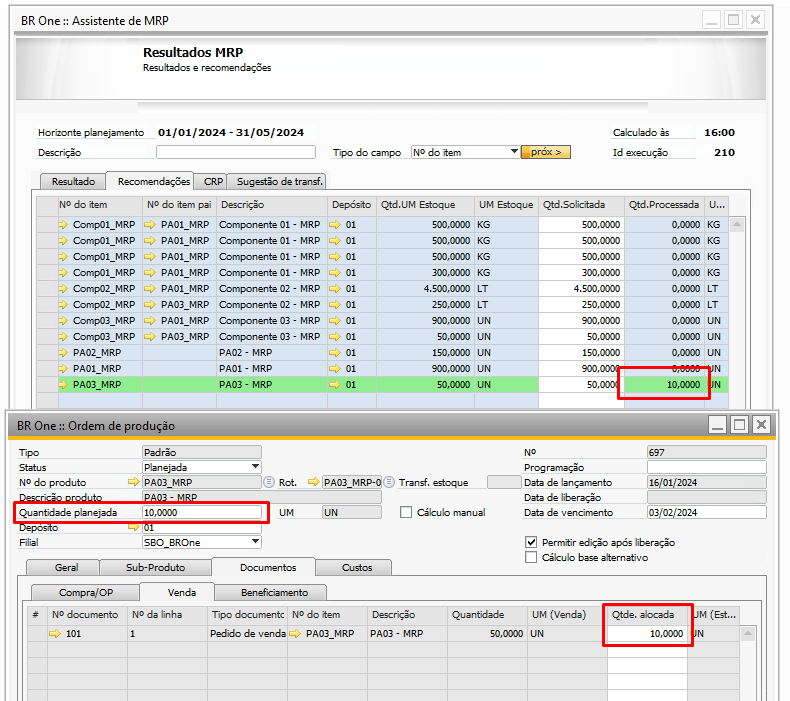 BR One :: Assistente de MRP
Resultados MRP
Resultados e recomendações
Horizonte planejamento 01/01/2024 - 31/05/2024 Calculado às 16:00
Descrição Tipo do campo Nº do item próx > Id execução 210
Resultado Recomendações CRP Sugestão de transf.
Nº do item Nº do item pai Descrição Depósito Qtd.UM Estoque UM Estoque Qtd.Solicitada Qtd.Processada U...
Comp01_MRP PA01_MRP Componente 01 - MRP 01 500,0000 KG 500,0000 0,0000 KG
Comp01_MRP PA01_MRP Componente 01 - MRP 01 500,0000 KG 500,0000 0,0000 KG
Comp01_MRP PA01_MRP Componente 01 - MRP 01 500,0000 KG 500,0000 0,0000 KG
Comp01_MRP PA01_MRP Componente 01 - MRP 01 300,0000 KG 300,0000 0,0000 KG
Comp02_MRP PA01_MRP Componente 02 - MRP 01 4.500,0000 LT 4.500,0000 0,0000 LT
Comp02_MRP PA03_MRP Componente 02 - MRP 01 250,0000 LT 250,0000 0,0000 LT
Comp03_MRP PA01_MRP Componente 03 - MRP 01 900,0000 UN 900,0000 0,0000 UN
Comp03_MRP PA03_MRP Componente 03 - MRP 01 50,0000 UN 50,0000 0,0000 UN
PA02_MRP PA02 - MRP 01 150,0000 UN 150,0000 0,0000 UN
PA01_MRP PA01 - MRP 01 900,0000 UN 900,0000 0,0000 UN
PA03_MRP PA03 - MRP 01 50,0000 UN 50,0000 10,0000 UN
BR One :: Ordem de produção
Tipo Padrão Nº 697
Status Planejada Programação
Nº do produto PA03_MRP Rot. PA03_MRP-0 Transf. estoque Data de lançamento 16/01/2024
Descrição produto PA03 - MRP Data de liberação
Quantidade planejada 10,0000 UM UN Cálculo manual Data de vencimento 03/02/2024
Depósito 01
Filial SBO_BROne Permitir edição após liberação
Cálculo base alternativo
Geral Sub-Produto Documentos Custos
Compra/OP Venda Beneficiamento
# Nº documento Nº da linha Tipo documento Nº do item Descrição Quantidade UM (Venda) Qtde. alocada UM (Est...
101 1 Pedido de venda PA03_MRP PA03 - MRP 50,0000 UN 10,0000 UN